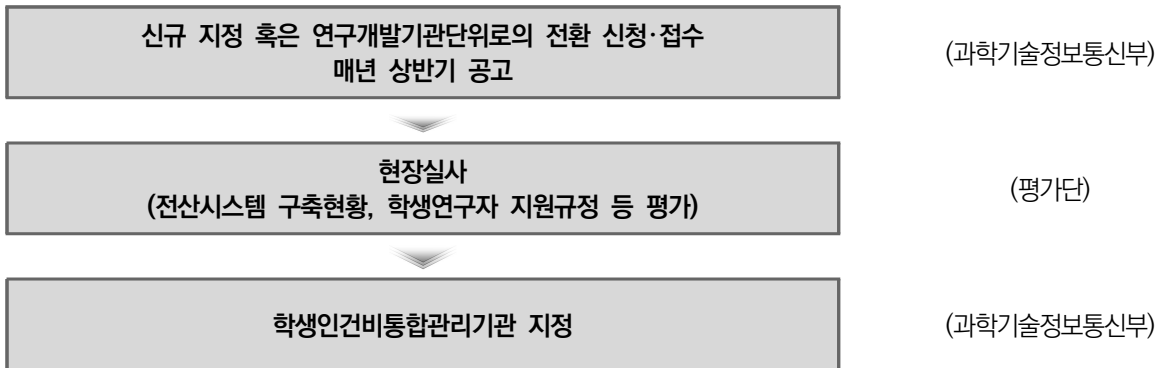 신규 지정 혹은 연구개발기관단위로의 전환 신청·접수
매년 상반기 공고
(과학기술정보통신부)
현장실사
(전산시스템 구축현황, 학생연구자 지원규정 등 평가)
(평가단)
학생인건비통합관리기관 지정
(과학기술정보통신부)